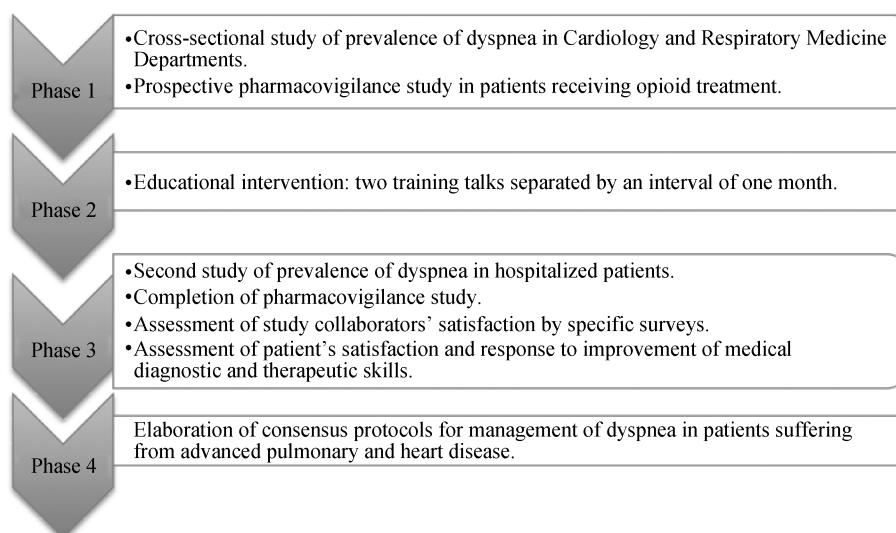 Phase 1
•Cross-sectional study of prevalence of dyspnea in Cardiology and Respiratory Medicine
Departments.
•Prospective pharmacovigilance study in patients receiving opioid treatment.
Phase 2
•Educational intervention: two training talks separated by an interval of one month.
Phase 3
•Second study of prevalence of dyspnea in hospitalized patients.
•Completion of pharmacovigilance study.
•Assessment of study collaborators’ satisfaction by specific surveys.
•Assessment of patient’s satisfaction and response to improvement of medical
diagnostic and therapeutic skills.
Phase 4
Elaboration of consensus protocols for management of dyspnea in patients suffering
from advanced pulmonary and heart disease.